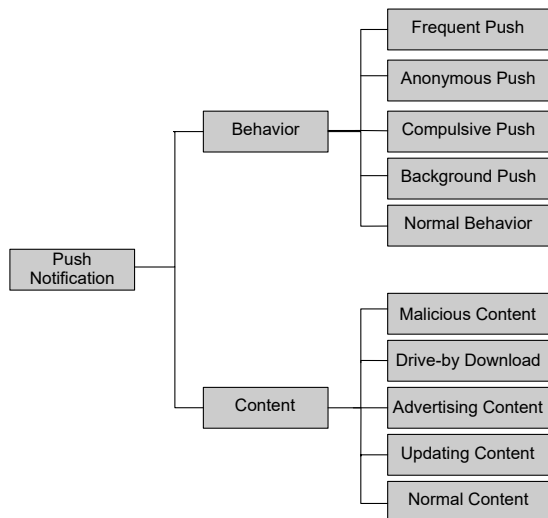 Frequent Push
Anonymous Push
Behavior
Compulsive Push
Background Push
Normal Behavior
Push
Notification
Malicious Content
Drive-by Download
Content
Advertising Content
Updating Content
Normal Content